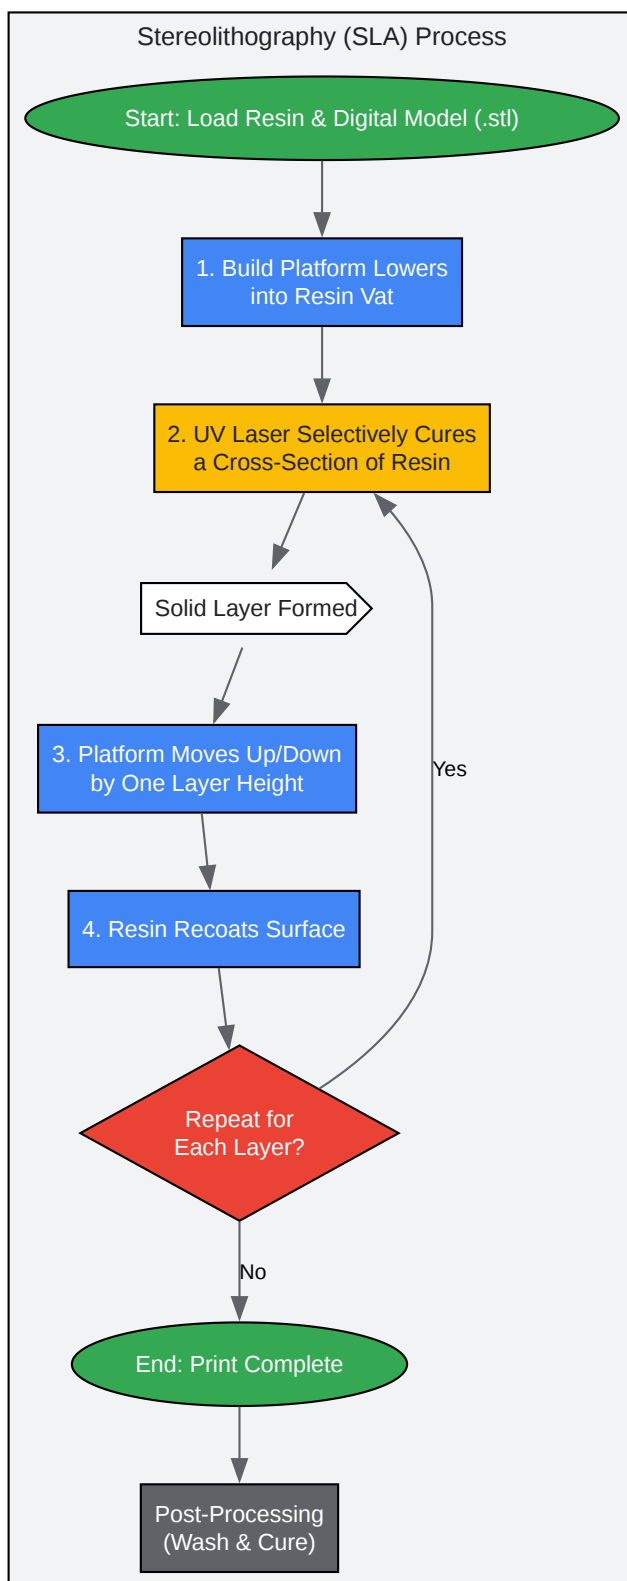 Stereolithography (SLA) Process
Start: Load Resin & Digital Model (.stl)
1. Build Platform Lowers
into Resin Vat
2. UV Laser Selectively Cures
a Cross-Section of Resin
Solid Layer Formed
3. Platform Moves Up/Down
by One Layer Height
Yes
4. Resin Recoats Surface
Repeat for
Each Layer?
No
End: Print Complete
Post-Processing
(Wash & Cure)